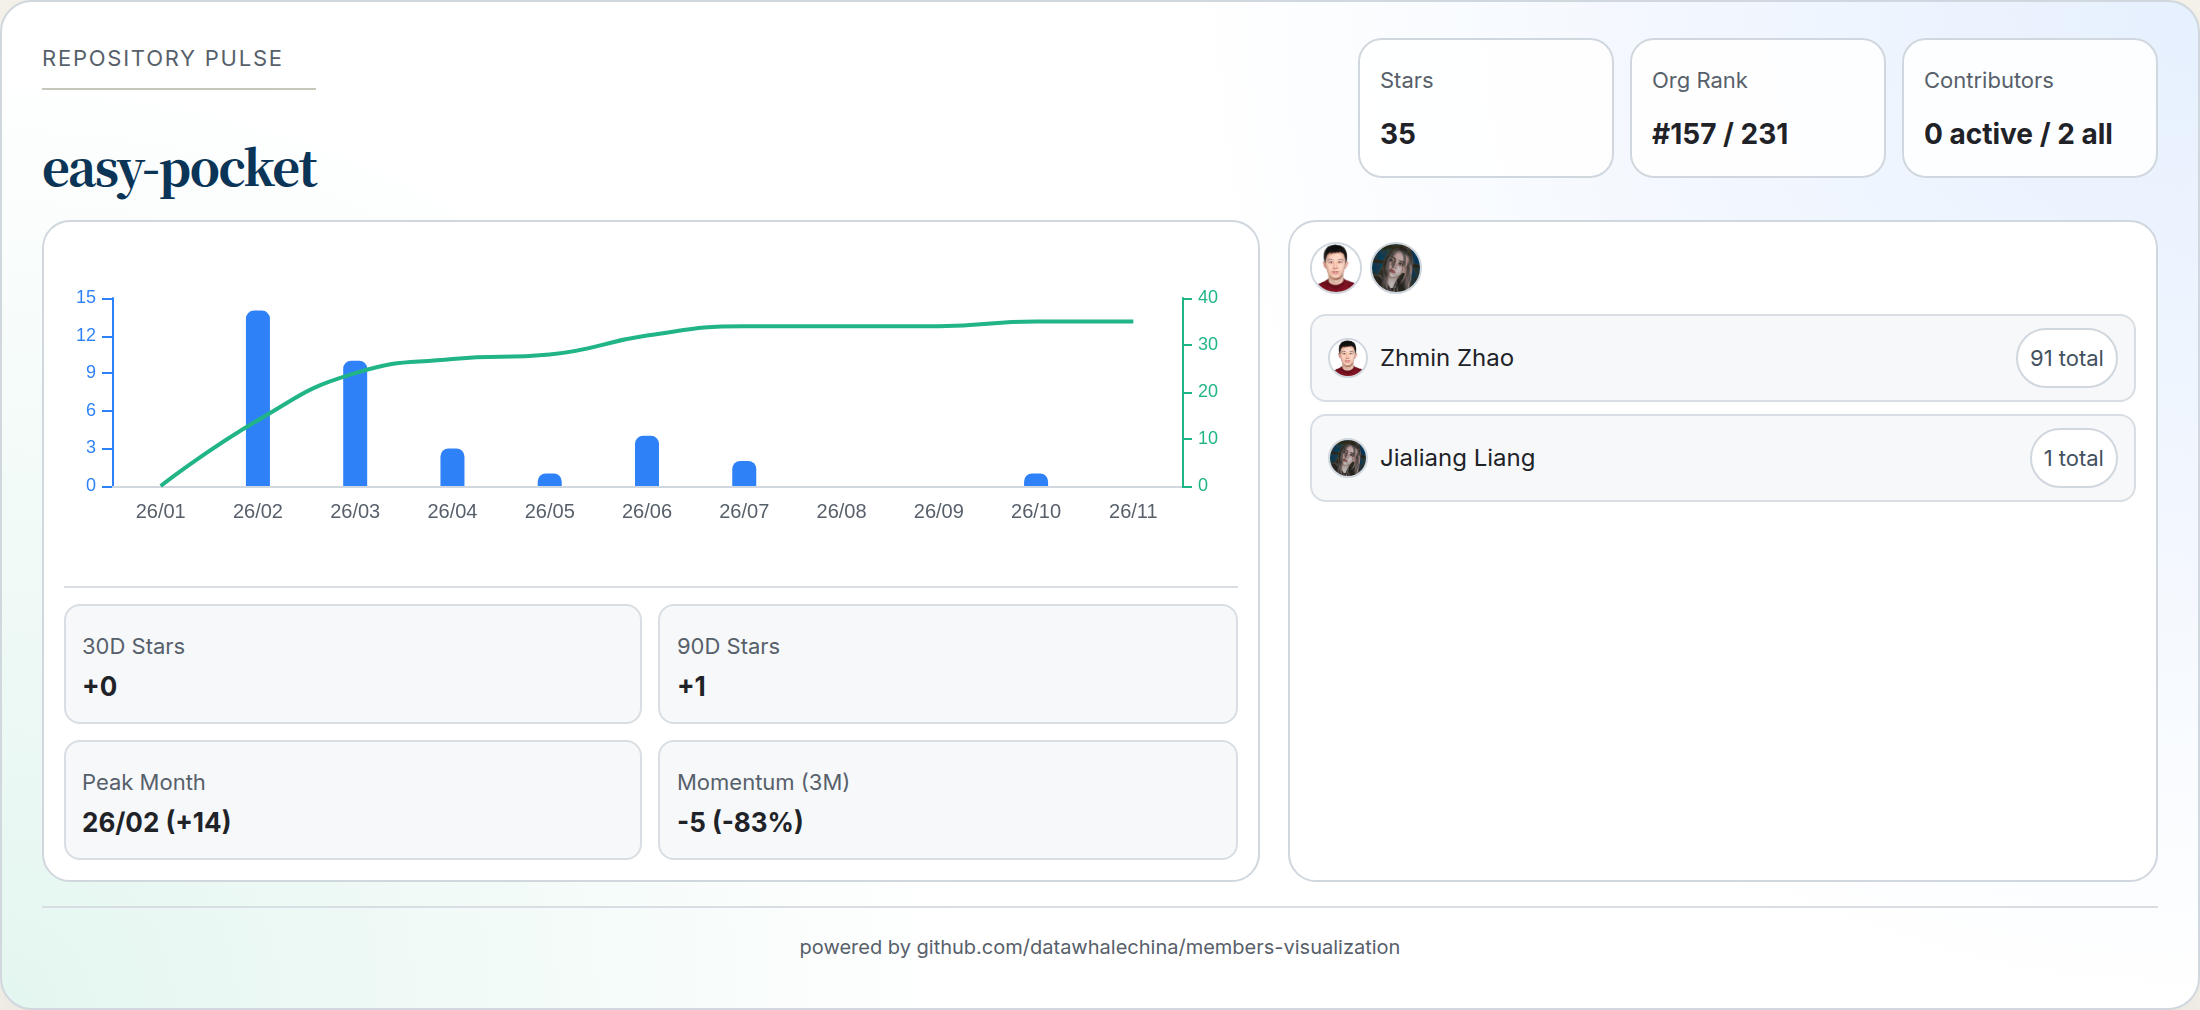 REPOSITORY PULSE
easy-pocket
Stars
35
Org Rank
#157 / 231
Contributors
0 active / 2 all
15
12
9
6
3
0
40
30
20
10
0
26/01 26/02 26/03 26/04 26/05 26/06 26/07 26/08 26/09 26/10 26/11
30D Stars
+0
90D Stars
+1
Peak Month
26/02 (+14)
Momentum (3M)
-5 (-83%)
Zhmin Zhao
91 total
Jialiang Liang
1 total
powered by github.com/datawhalechina/members-visualization